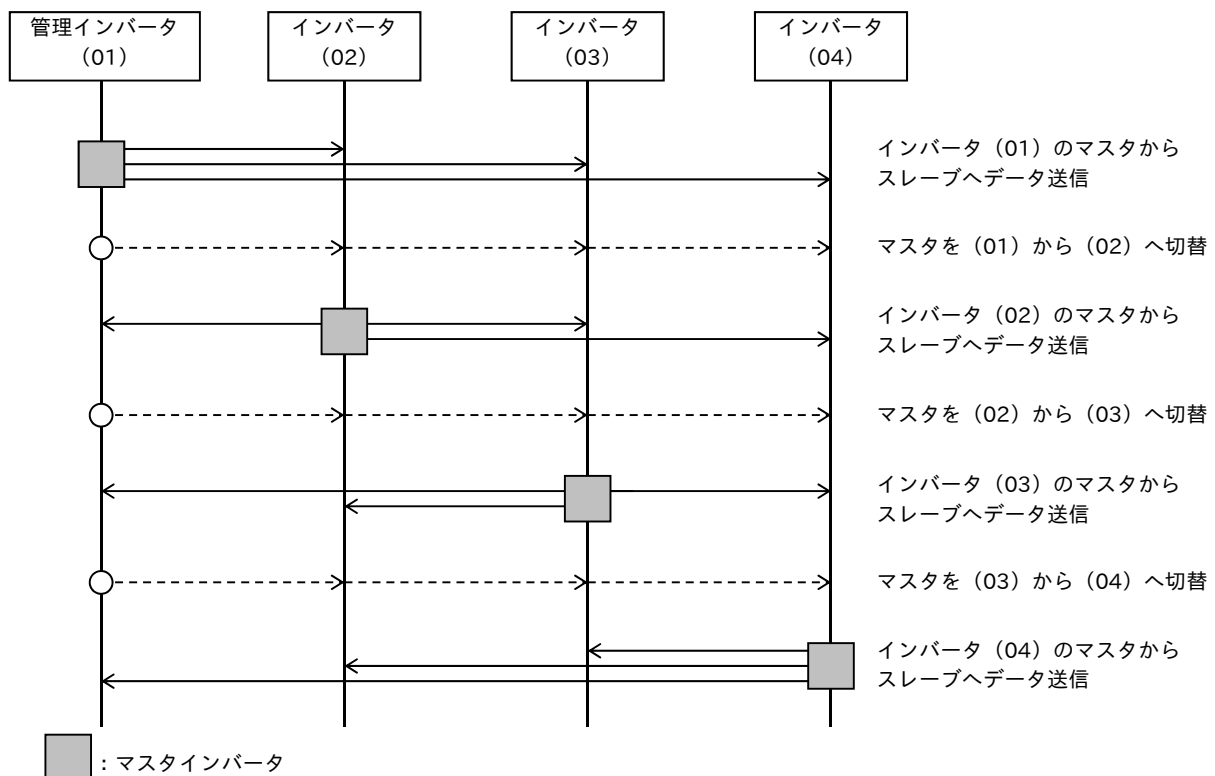 管理インバータ
（01）
インバータ
（02）
インバータ
（03）
インバータ
（04）
インバータ（01）のマスタから
スレーブへデータ送信
マスタを（01）から（02）へ切替
インバータ（02）のマスタから
スレーブへデータ送信
マスタを（02）から（03）へ切替
インバータ（03）のマスタから
スレーブへデータ送信
マスタを（03）から（04）へ切替
インバータ（04）のマスタから
スレーブへデータ送信
：マスタインバータ